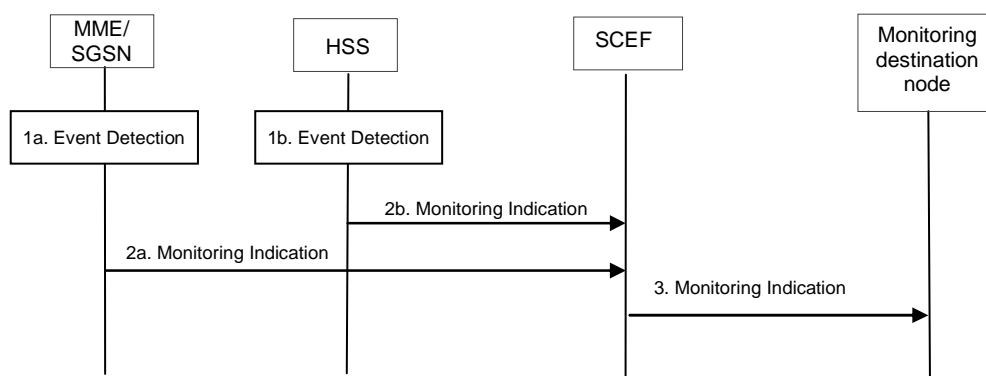 MME/
SGSN
HSS
SCEF
Monitoring
destination
node
1a. Event Detection
1b. Event Detection
2b. Monitoring Indication
2a. Monitoring Indication
3. Monitoring Indication